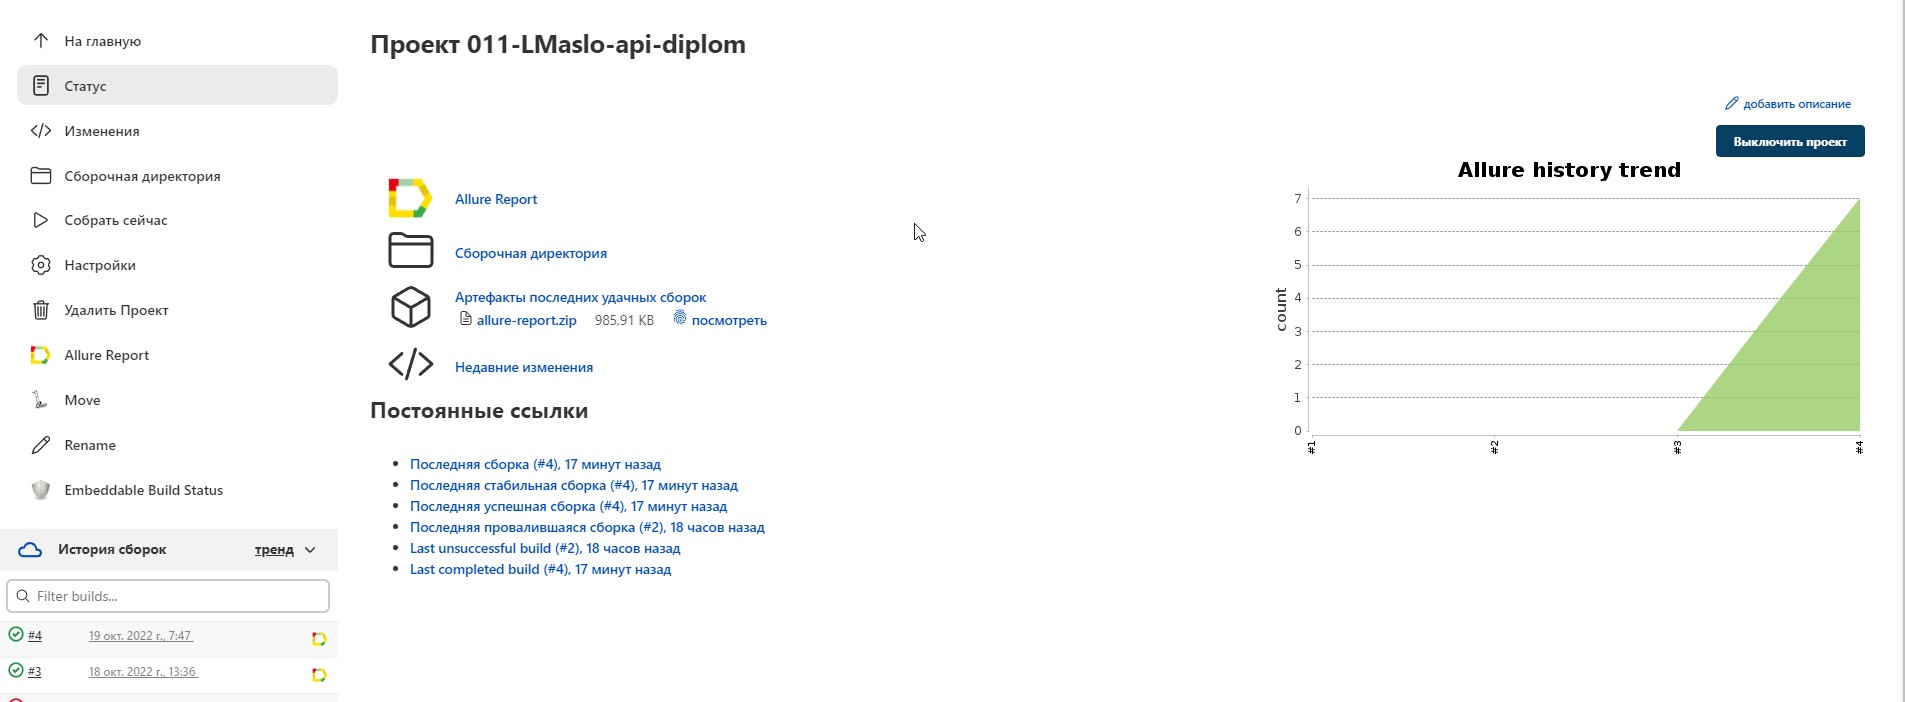 На главную
Статус
Изменения
Сборочная директория
Собрать сейчас
Настройки
Удалить Проект
Allure Report
Move
Rename
Embeddable Build Status
История сборок
тренд
Filter builds...
#4 19 окт. 2022 г., 7:47
#3 18 окт. 2022 г., 13:36
Проект 011-LMaslo-api-diplom
добавить описание
Выключить проект
Allure Report
Сборочная директория
Артефакты последних удачных сборок
allure-report.zip 985,91 KB посмотреть
Недавние изменения
Постоянные ссылки
Последняя сборка (#4), 17 минут назад
Последняя стабильная сборка (#4), 17 минут назад
Последняя успешная сборка (#4), 17 минут назад
Последняя провалившаяся сборка (#2), 18 часов назад
Last unsuccessful build (#2), 18 часов назад
Last completed build (#4), 17 минут назад
Allure history trend
count
7
6
5
4
3
2
1
0
#1
#2
#3
#4